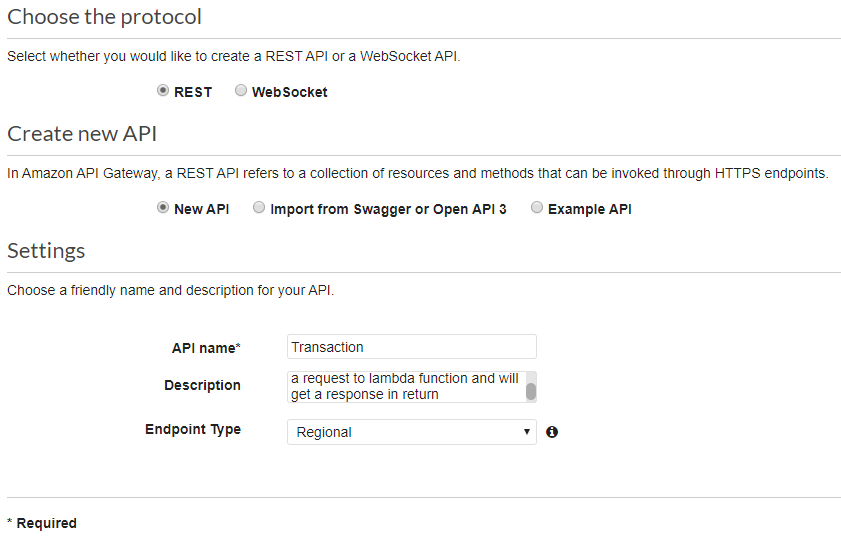 Choose the protocol
Select whether you would like to create a REST API or a WebSocket API.
REST WebSocket
Create new API
In Amazon API Gateway, a REST API refers to a collection of resources and methods that can be invoked through HTTPS endpoints.
New API Import from Swagger or Open API 3 Example API
Settings
Choose a friendly name and description for your API.
API name* Transaction
Description a request to lambda function and will
get a response in return
Endpoint Type Regional
* Required